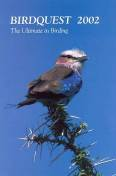 BIRDQUEST 2002
The Ultimate in Birding